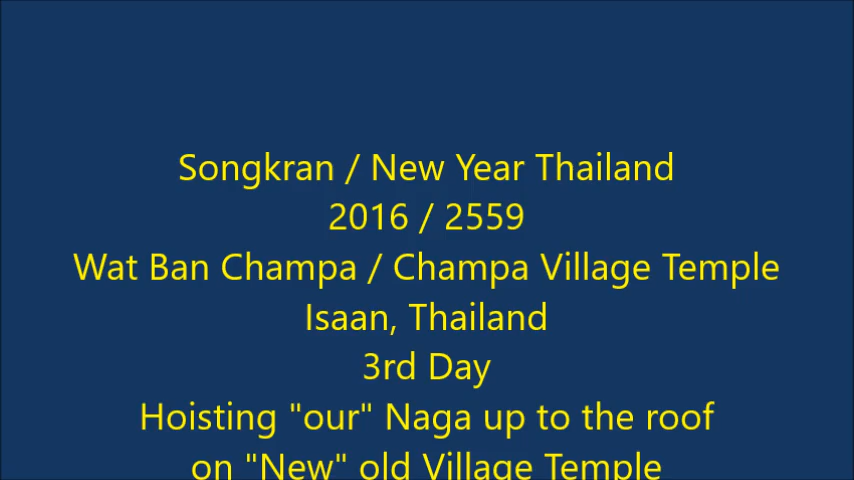 Songkran / New Year Thailand
2016 / 2559
Wat Ban Champa / Champa Village Temple
Isaan, Thailand
3rd Day
Hoisting "our" Naga up to the roof
on "New" old Village Temple